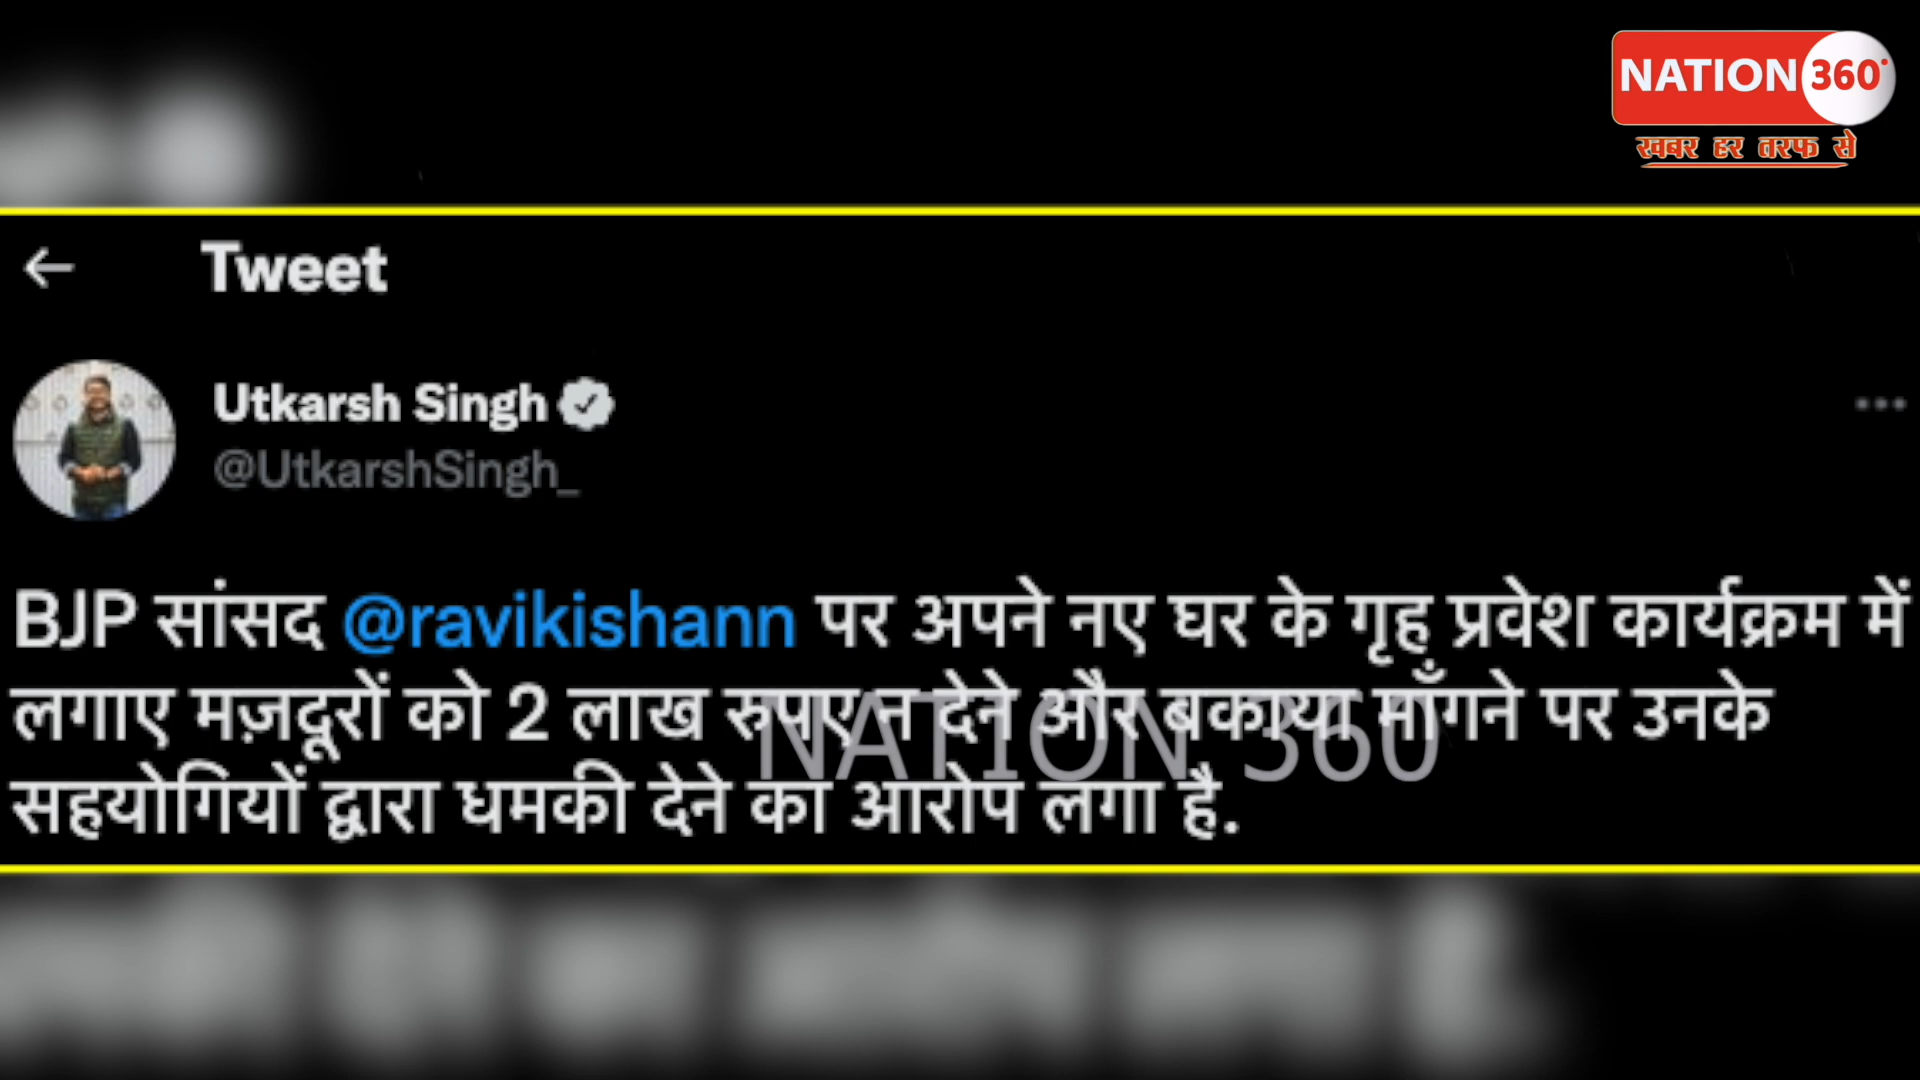 NATION 360°
खबर हर तरफ से
Tweet
Utkarsh Singh
@UtkarshSingh_
BJP सांसद @ravikishann पर अपने नए घर के गृह प्रवेश कार्यक्रम में
लगाए मज़दूरों को 2 लाख रुपए न देने और बकाया माँगने पर उनके
NATION 360
सहयोगियों द्वारा धमकी देने का आरोप लगा है.